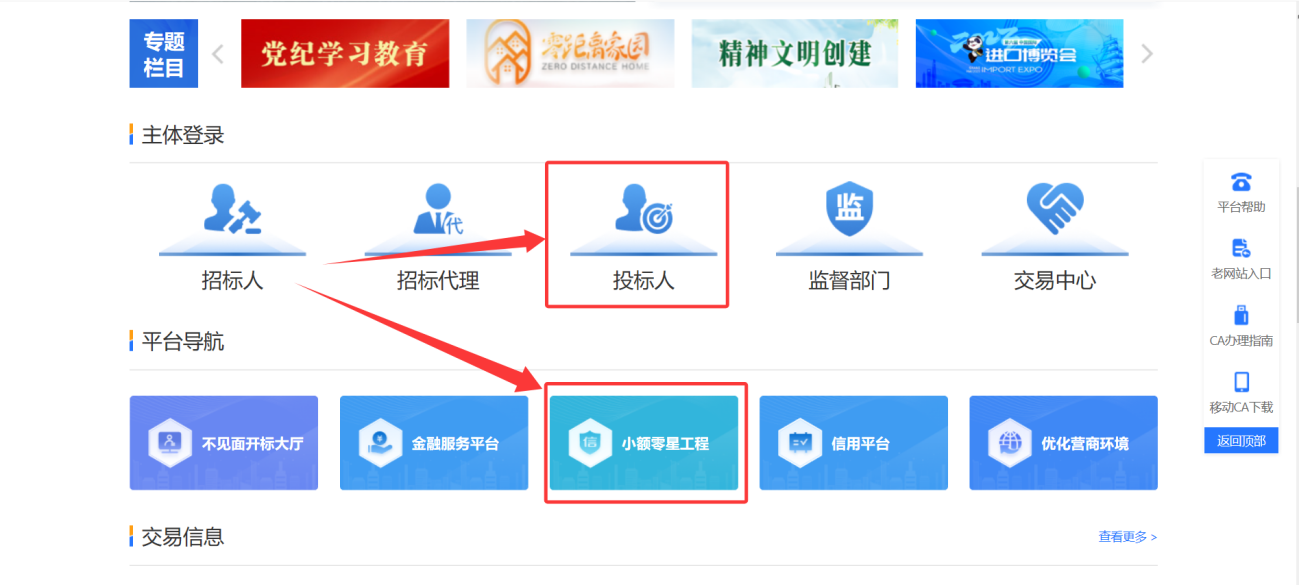 专题
栏目
党纪学习教育
零距离家园
ZERO DISTANCE HOME
精神文明创建
2023
进口博览会
IMPORT EXPO
主体登录
代
监
招标人
招标代理
投标人
监督部门
交易中心
平台导航
不见面开标大厅
金融服务平台
信
小额零星工程
信用平台
优化营商环境
交易信息
查看更多 >
平台帮助
老网站入口
CA办理指南
移动CA下载
返回顶部